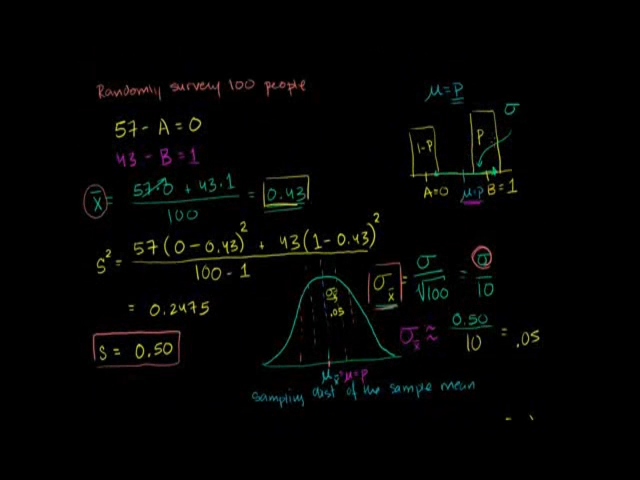 Randomly survey 100 people
57 - A = 0
43 - B = 1
x̄ = (57·0 + 43·1) / 100 = 0.43
S² = (57(0-0.43)² + 43(1-0.43)²) / (100-1)
= 0.2475
S = 0.50
μ = P
σ
1-P
P
A=0 μ=P B=1
σx̄ = σ/√100 = σ/10
σx̄ ≈ 0.50/10 = .05
.05
μx̄ = μ = P
sampling dist of the sample mean